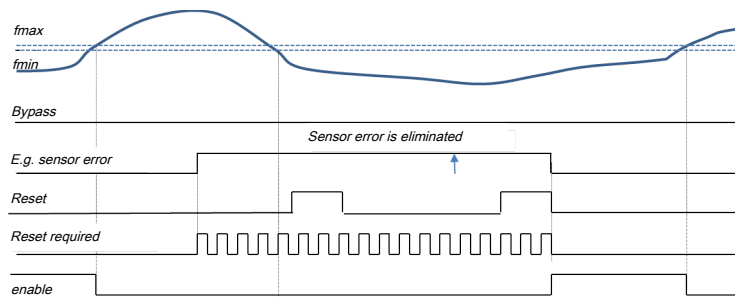 fmax
fmin
Bypass
Sensor error is eliminated
E.g. sensor error
Reset
Reset required
enable